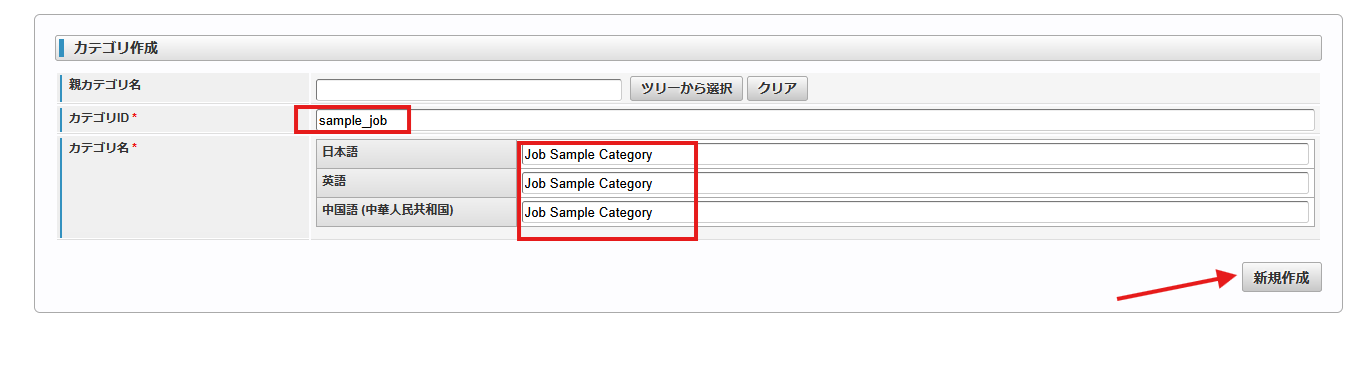 カテゴリ作成
親カテゴリ名 ツリーから選択 クリア
カテゴリID * sample_job
カテゴリ名 *
日本語 Job Sample Category
英語 Job Sample Category
中国語 (中華人民共和国) Job Sample Category
新規作成